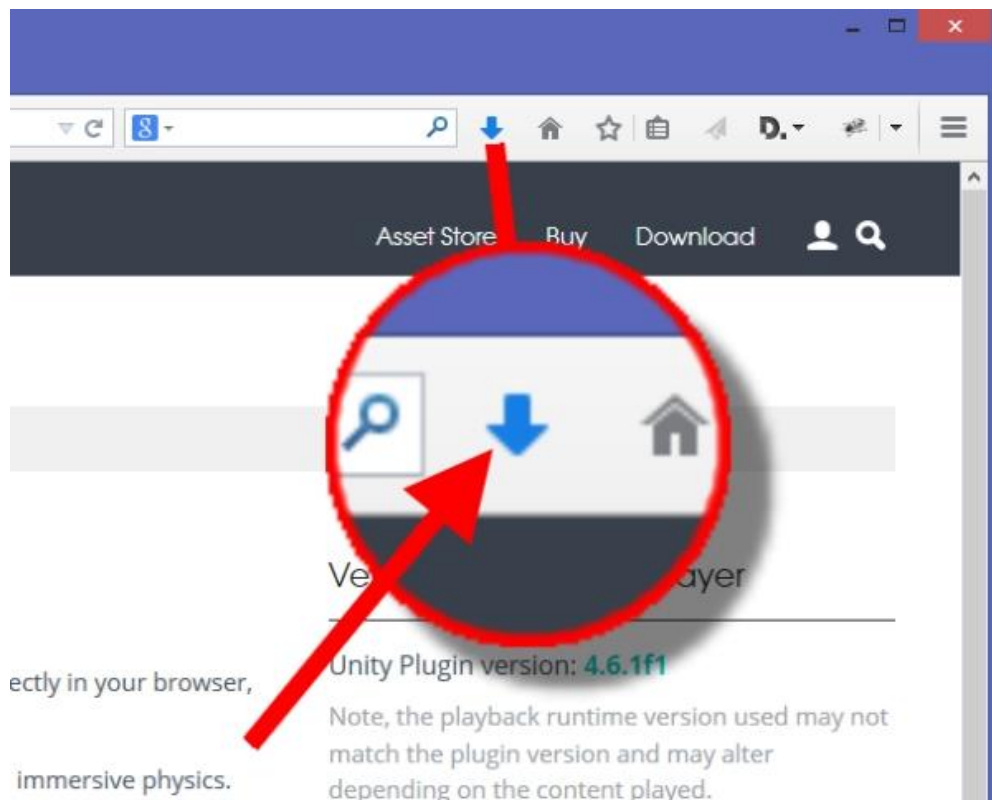 8
D.
Asset Store Buy Download
Ve ayer
Unity Plugin version: 4.6.1f1
ectly in your browser,
Note, the playback runtime version used may not
match the plugin version and may alter
immersive physics.
depending on the content played.